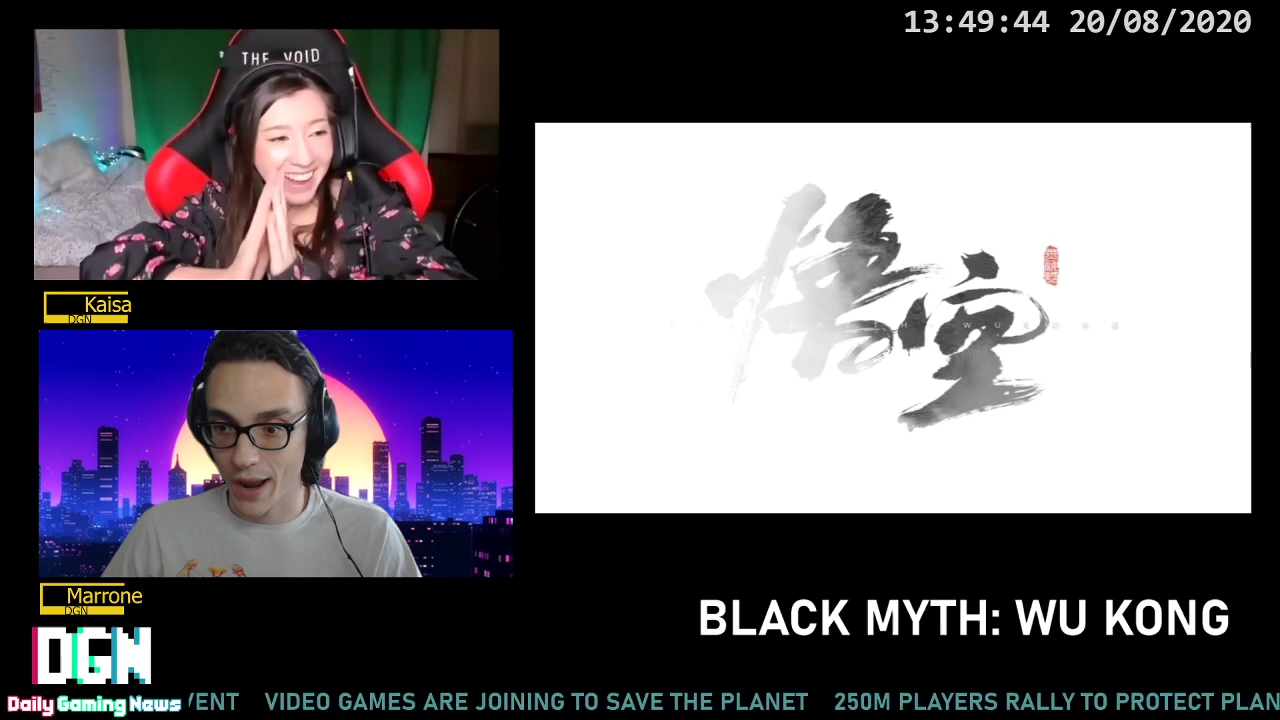 13:49:44 20/08/2020
THE VOID
悟空
Kaisa
DGN
Marrone
DGN
BLACK MYTH: WU KONG
DGN
Daily Gaming News
VENT VIDEO GAMES ARE JOINING TO SAVE THE PLANET 250M PLAYERS RALLY TO PROTECT PLAN